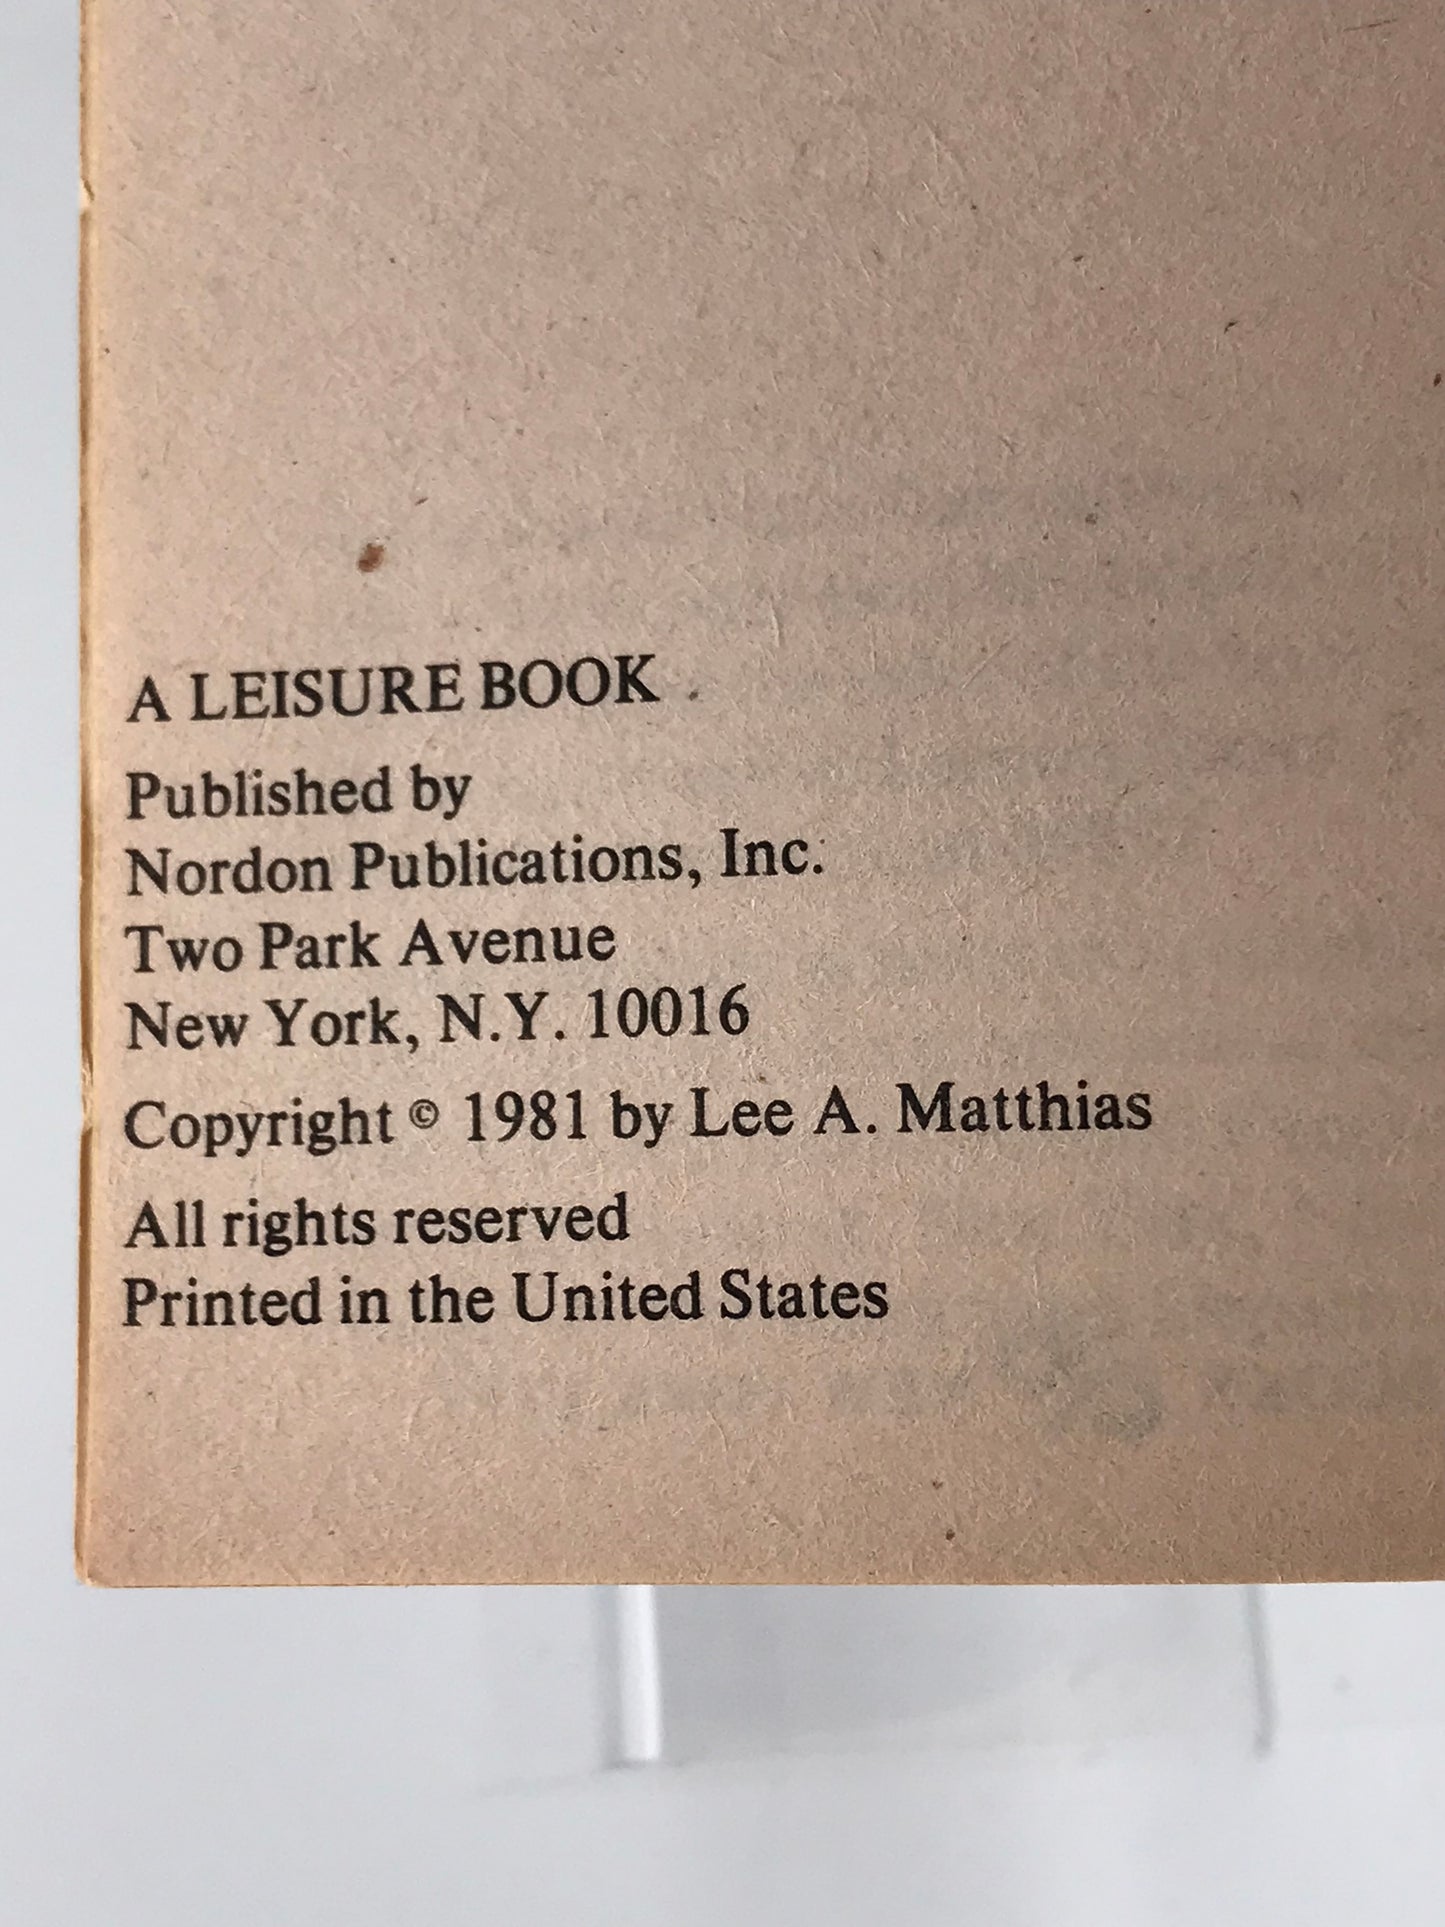 A LEISURE BOOK
Published by
Nordon Publications, Inc.
Two Park Avenue
New York, N.Y. 10016
Copyright © 1981 by Lee A. Matthias
All rights reserved
Printed in the United States